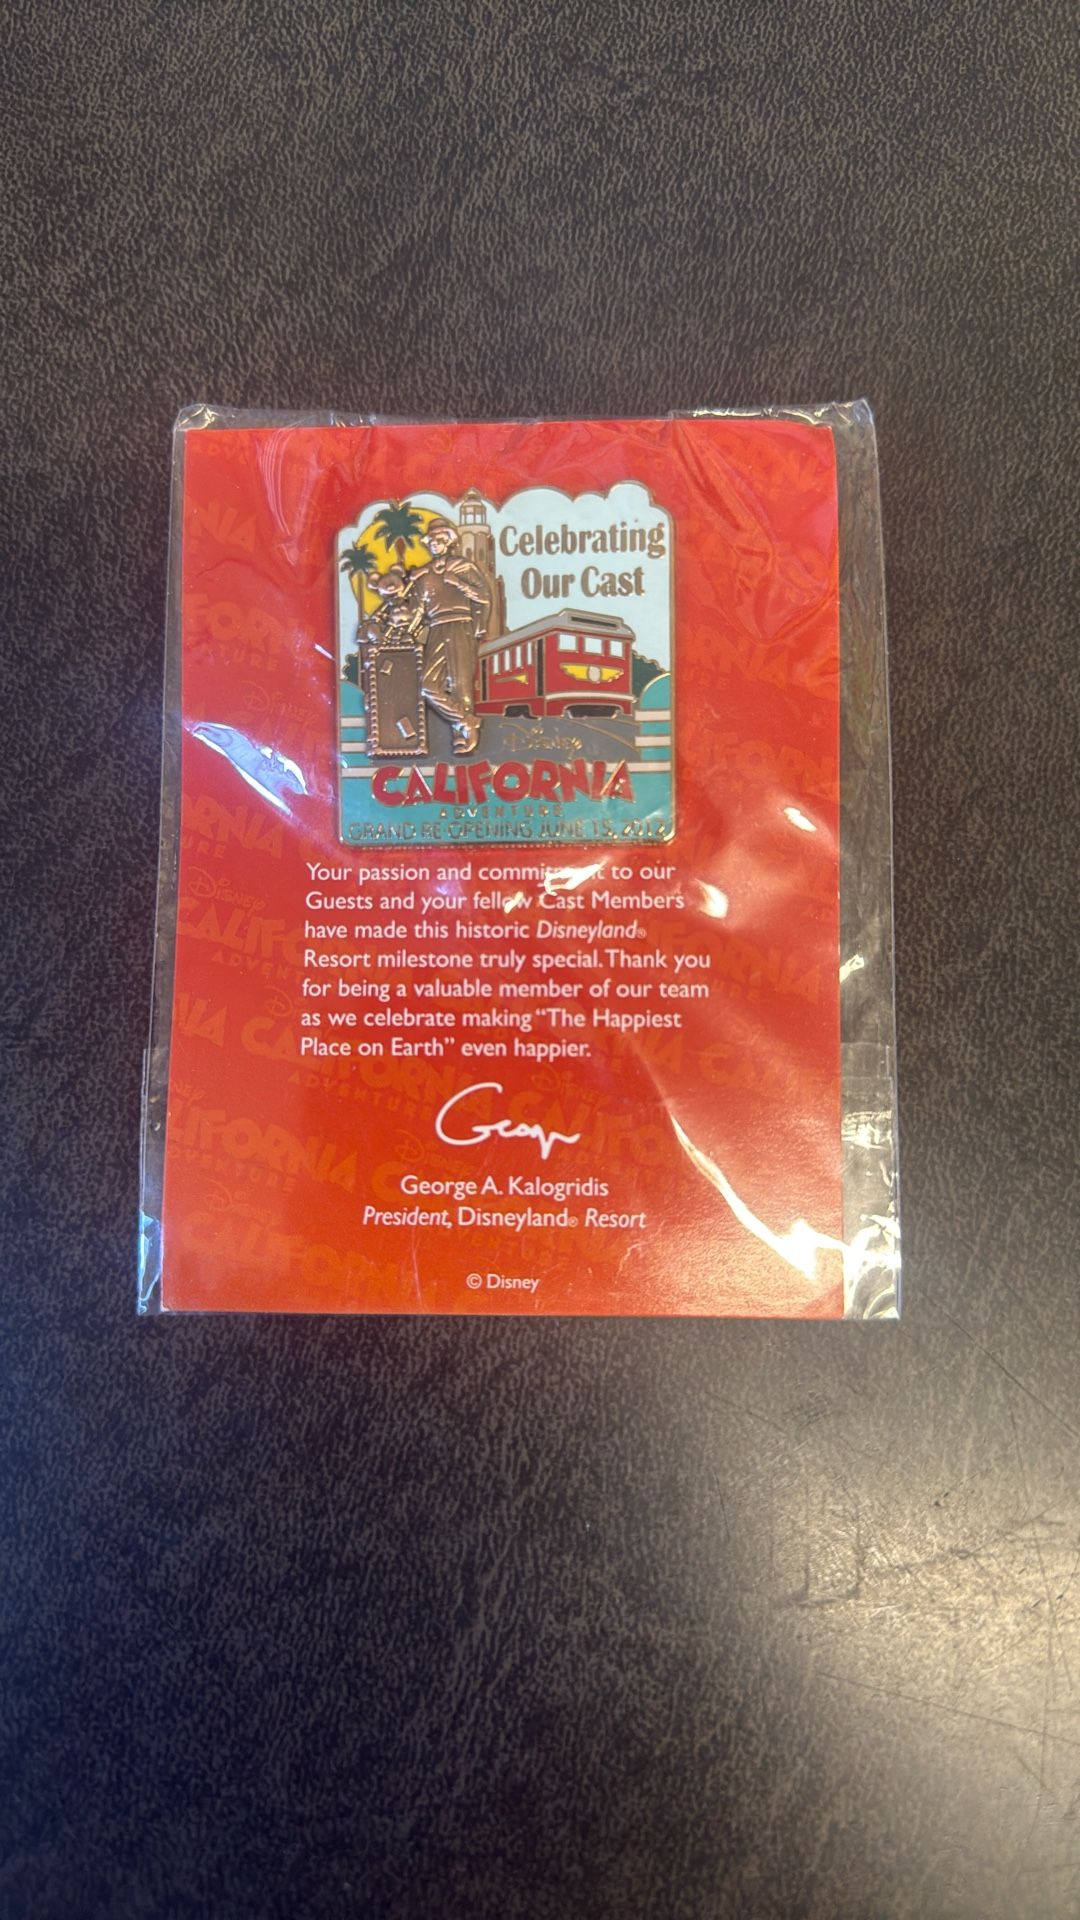 Celebrating
Our Cast
Disney
CALIFORNIA
ADVENTURE
GRAND RE-OPENING JUNE 15, 2012
Your passion and commitment to our
Guests and your fellow Cast Members
have made this historic Disneyland®
Resort milestone truly special. Thank you
for being a valuable member of our team
as we celebrate making “The Happiest
Place on Earth” even happier.
George
George A. Kalogridis
President, Disneyland® Resort
© Disney